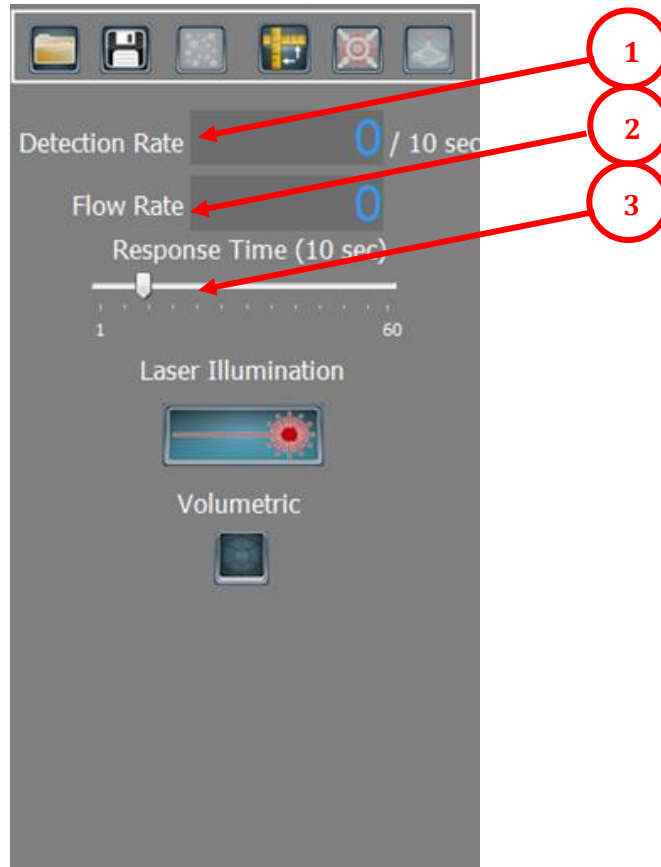 1
Detection Rate 0 / 10 sec
2
Flow Rate 0
3
Response Time (10 sec)
1 60
Laser Illumination
Volumetric